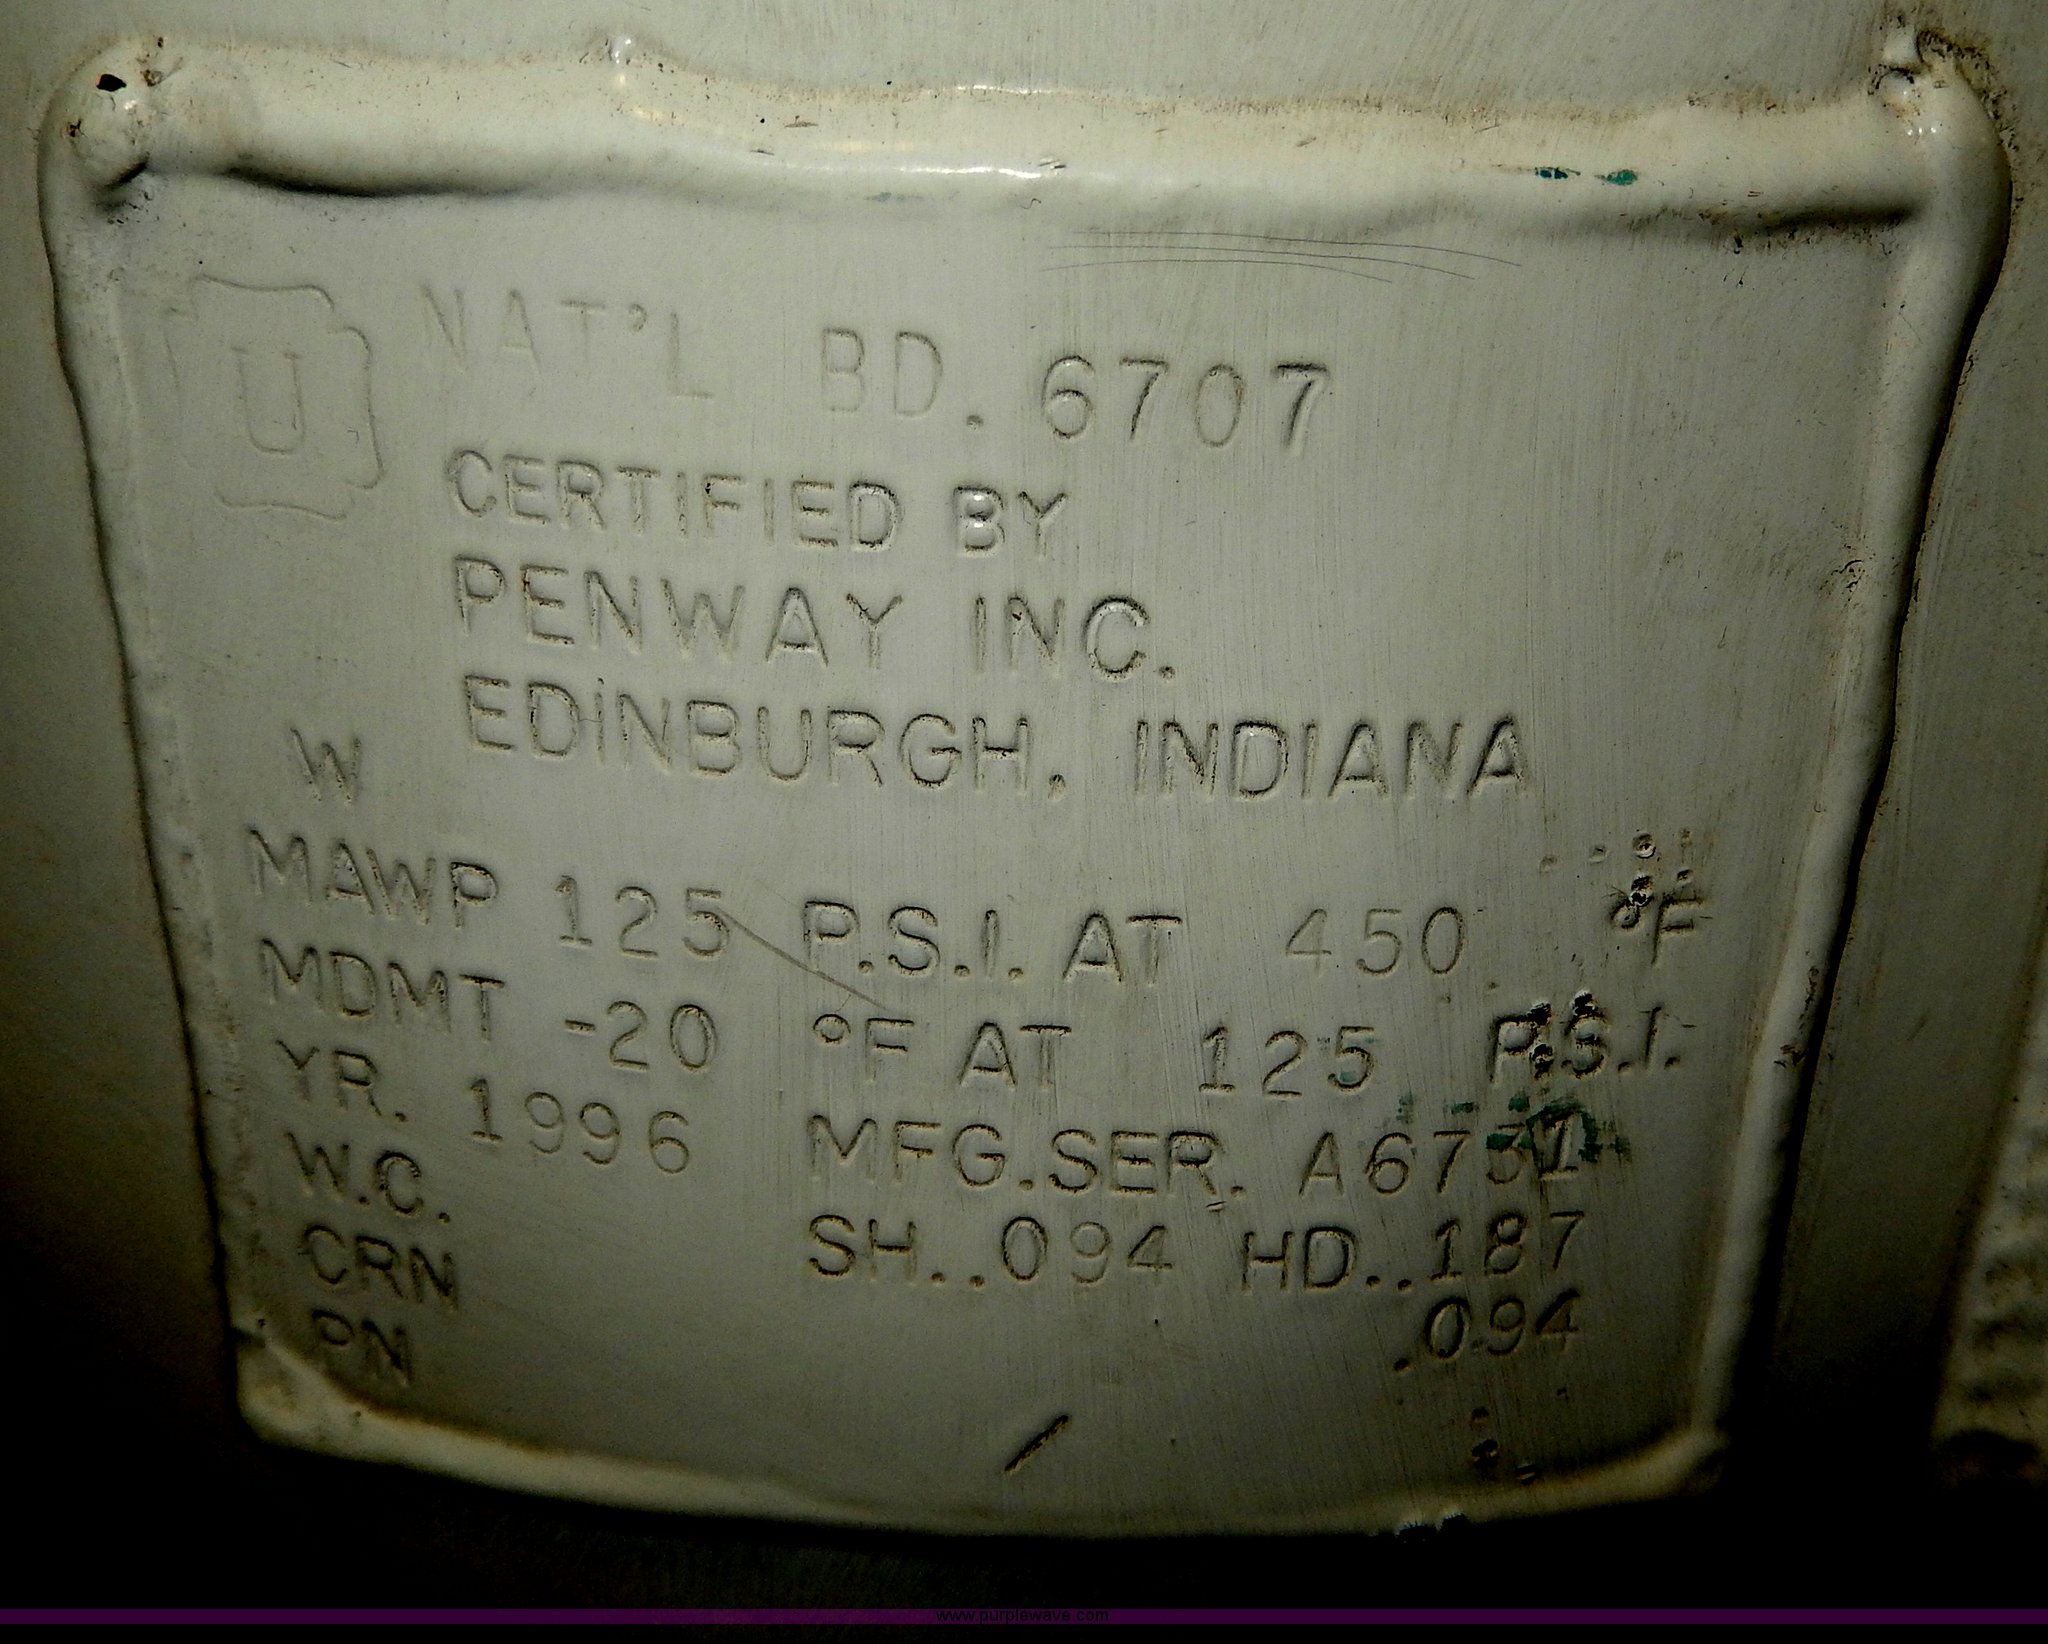 U NAT'L BD. 6707
CERTIFIED BY
PENWAY INC.
EDINBURGH, INDIANA
W
MAWP 125 P.S.I. AT 450 °F
MDMT -20 °F AT 125 P.S.I.
YR. 1996 MFG.SER. A6731
W.C. SH..094 HD..187
CRN .094
PN
www.purplewave.com